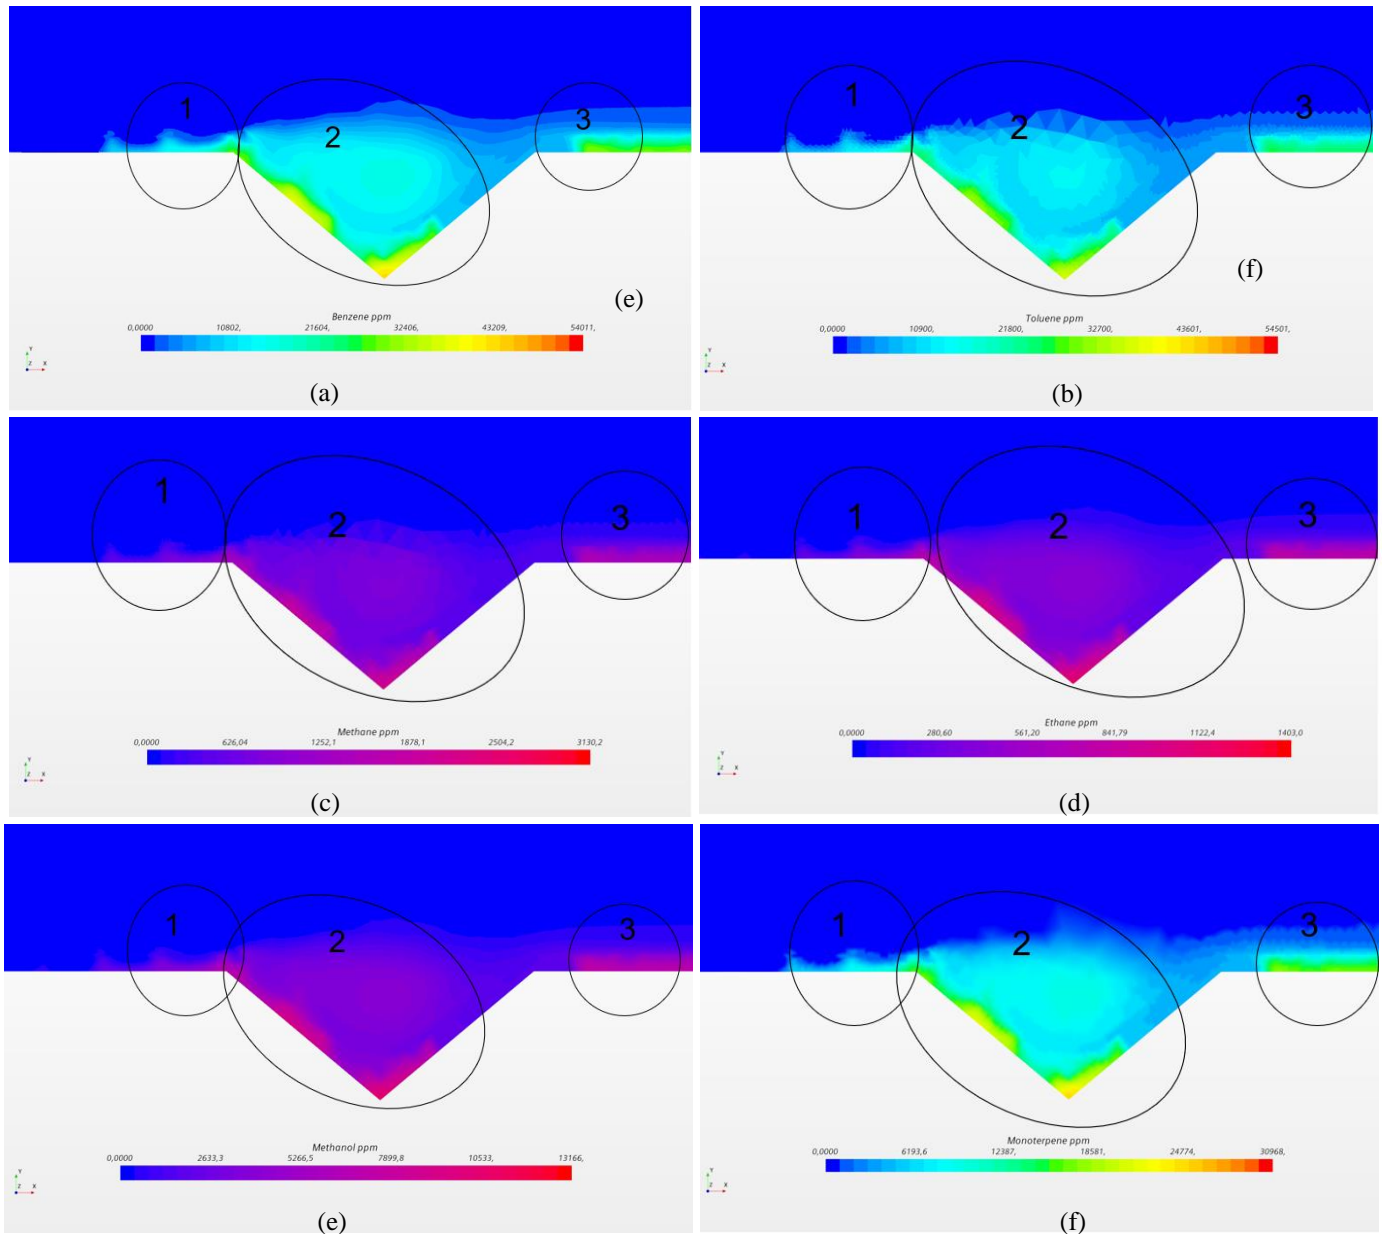 1 2 3
(e)
Benzene ppm
0,0000 10802, 21604, 32406, 43209, 54011,
Y
Z X
(a)
1 2 3
(f)
Toluene ppm
0,0000 10900, 21800, 32700, 43601, 54501,
Y
Z X
(b)
1 2 3
Methane ppm
0,0000 626,04 1252,1 1878,1 2504,2 3130,2
Y
Z X
(c)
1 2 3
Ethane ppm
0,0000 280,60 561,20 841,79 1122,4 1403,0
Y
Z X
(d)
1 2 3
Methanol ppm
0,0000 2633,3 5266,5 7899,8 10533, 13166,
Y
Z X
(e)
1 2 3
Monoterpene ppm
0,0000 6193,6 12387, 18581, 24774, 30968,
Y
Z X
(f)